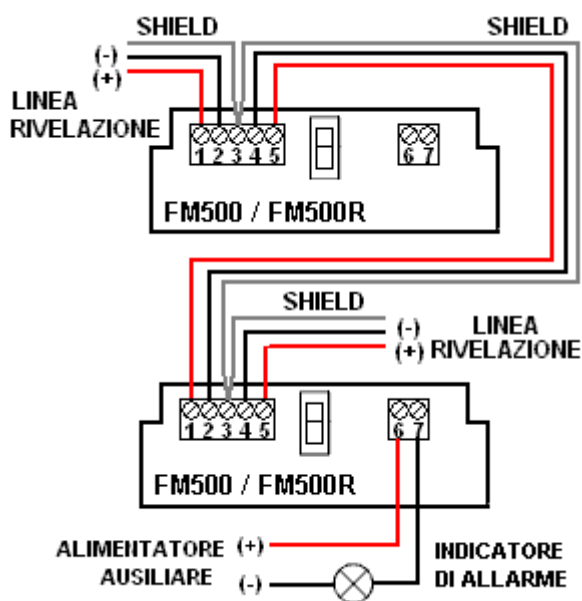 SHIELD
SHIELD
(-)
(+)
LINEA
RIVELAZIONE
1 2 3 4 5
6 7
FM500 / FM500R
SHIELD
(-)
(+)
LINEA
RIVELAZIONE
1 2 3 4 5
6 7
FM500 / FM500R
ALIMENTATORE (+)
AUSILIARE (-)
INDICATORE
DI ALLARME